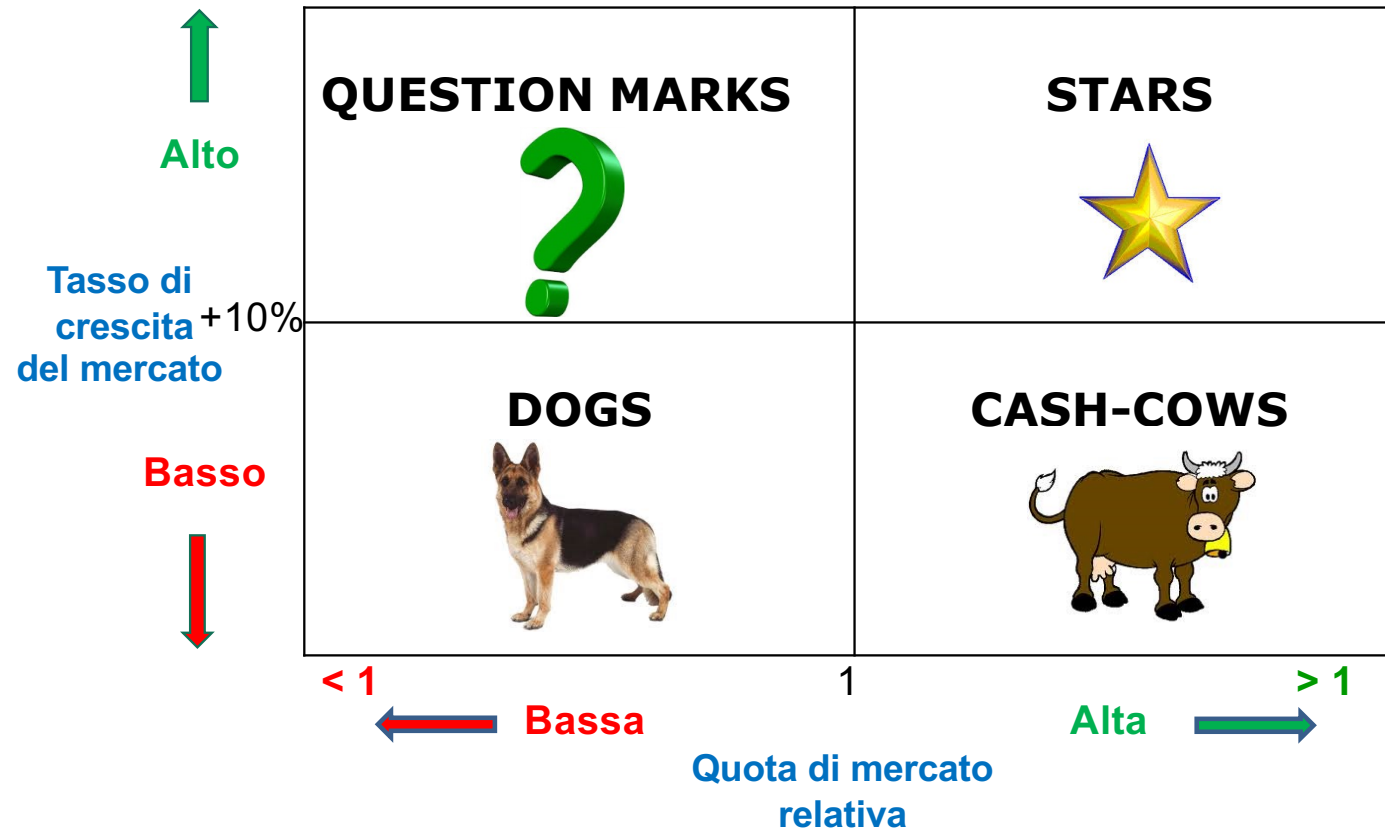 QUESTION MARKS
STARS
Alto
Tasso di
crescita
+10%
del mercato
DOGS
CASH-COWS
Basso
< 1
1
> 1
Bassa
Alta
Quota di mercato
relativa